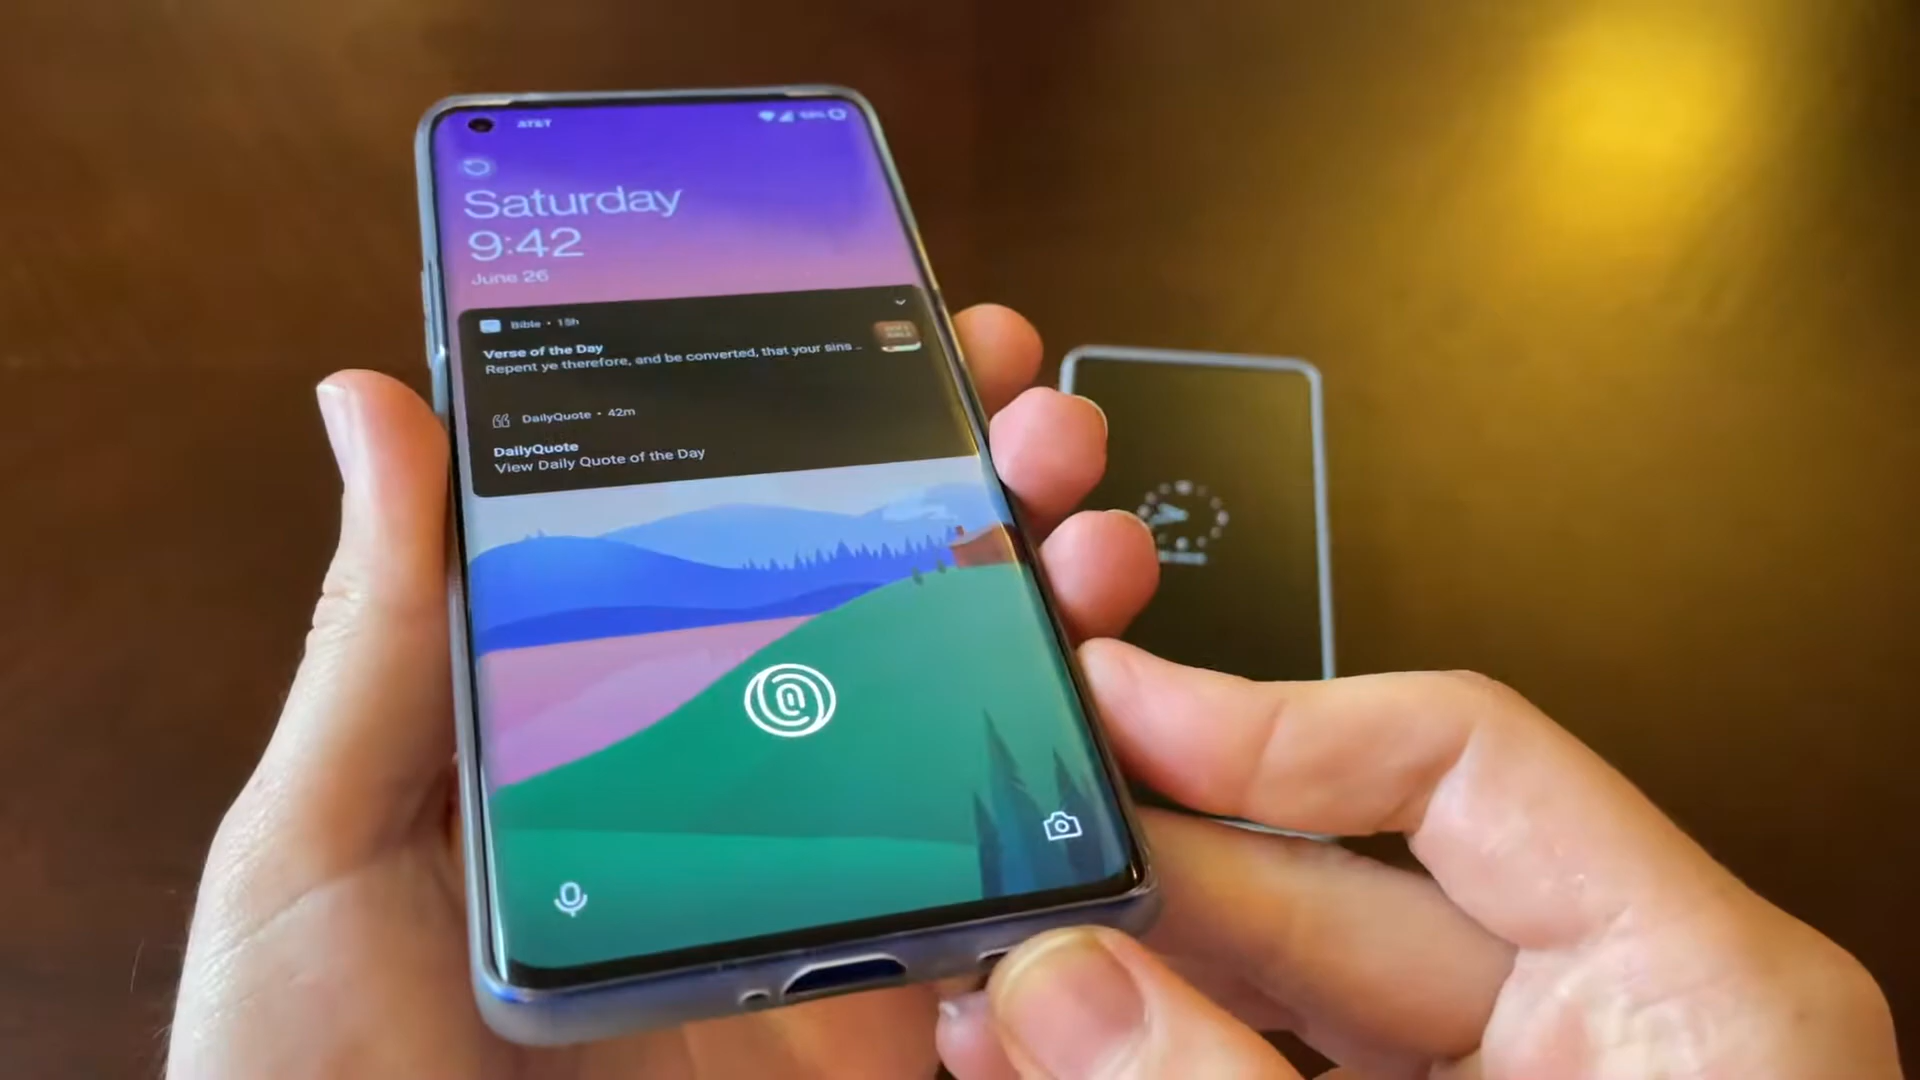 AT&T
Saturday
9:42
June 26
Bible • 15h
Verse of the Day
Repent ye therefore, and be converted, that your sins ..
DailyQuote • 42m
DailyQuote
View Daily Quote of the Day